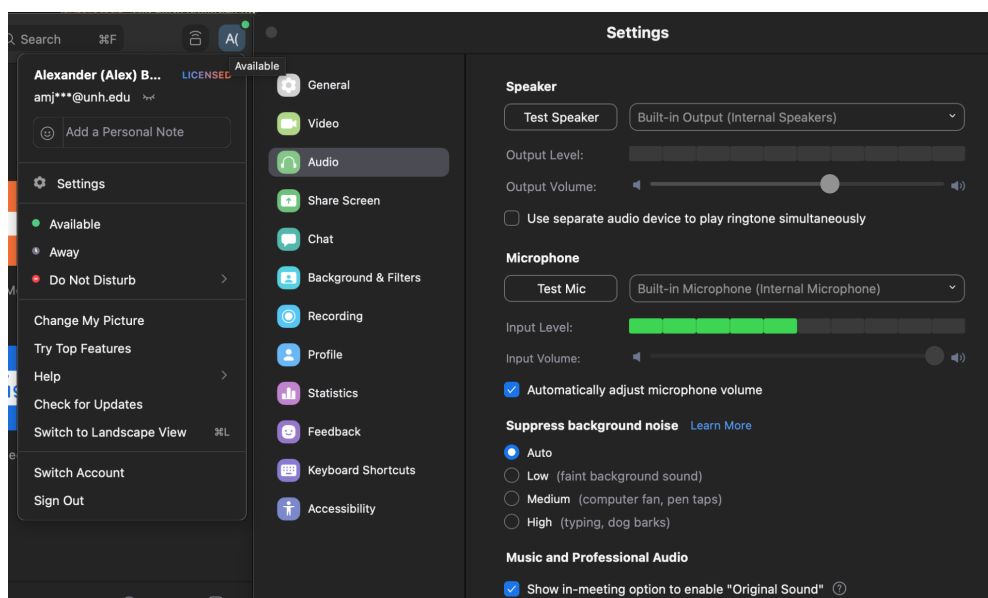 Search ⌘F
A(
Available
Alexander (Alex) B... LICENSED
amj***@unh.edu
Add a Personal Note
Settings
Available
Away
Do Not Disturb
Change My Picture
Try Top Features
Help
Check for Updates
Switch to Landscape View ⌘L
Switch Account
Sign Out
Settings
General
Video
Audio
Share Screen
Chat
Background & Filters
Recording
Profile
Statistics
Feedback
Keyboard Shortcuts
Accessibility
Speaker
Test Speaker Built-in Output (Internal Speakers)
Output Level:
Output Volume:
Use separate audio device to play ringtone simultaneously
Microphone
Test Mic Built-in Microphone (Internal Microphone)
Input Level:
Input Volume:
Automatically adjust microphone volume
Suppress background noise Learn More
Auto
Low (faint background sound)
Medium (computer fan, pen taps)
High (typing, dog barks)
Music and Professional Audio
Show in-meeting option to enable "Original Sound" ?